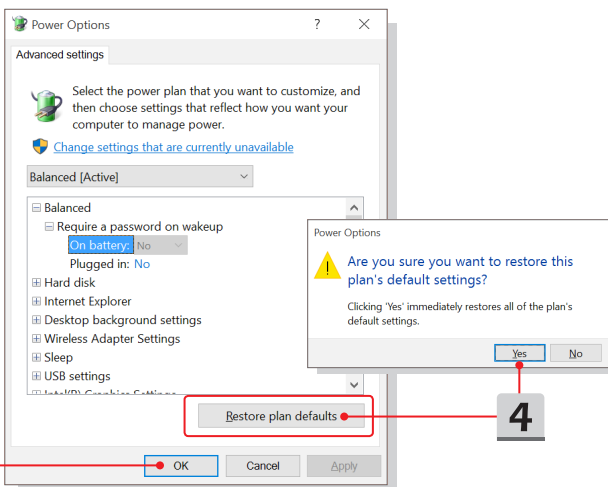 Power Options
?
Advanced settings
Select the power plan that you want to customize, and
then choose settings that reflect how you want your
computer to manage power.
Change settings that are currently unavailable
Balanced [Active]
Balanced
Require a password on wakeup
On battery: No
Plugged in: No
Hard disk
Internet Explorer
Desktop background settings
Wireless Adapter Settings
Sleep
USB settings
Intel(R) Graphics Settings
Restore plan defaults
OK Cancel Apply
Power Options
Are you sure you want to restore this
plan's default settings?
Clicking 'Yes' immediately restores all of the plan's
default settings.
Yes No
4